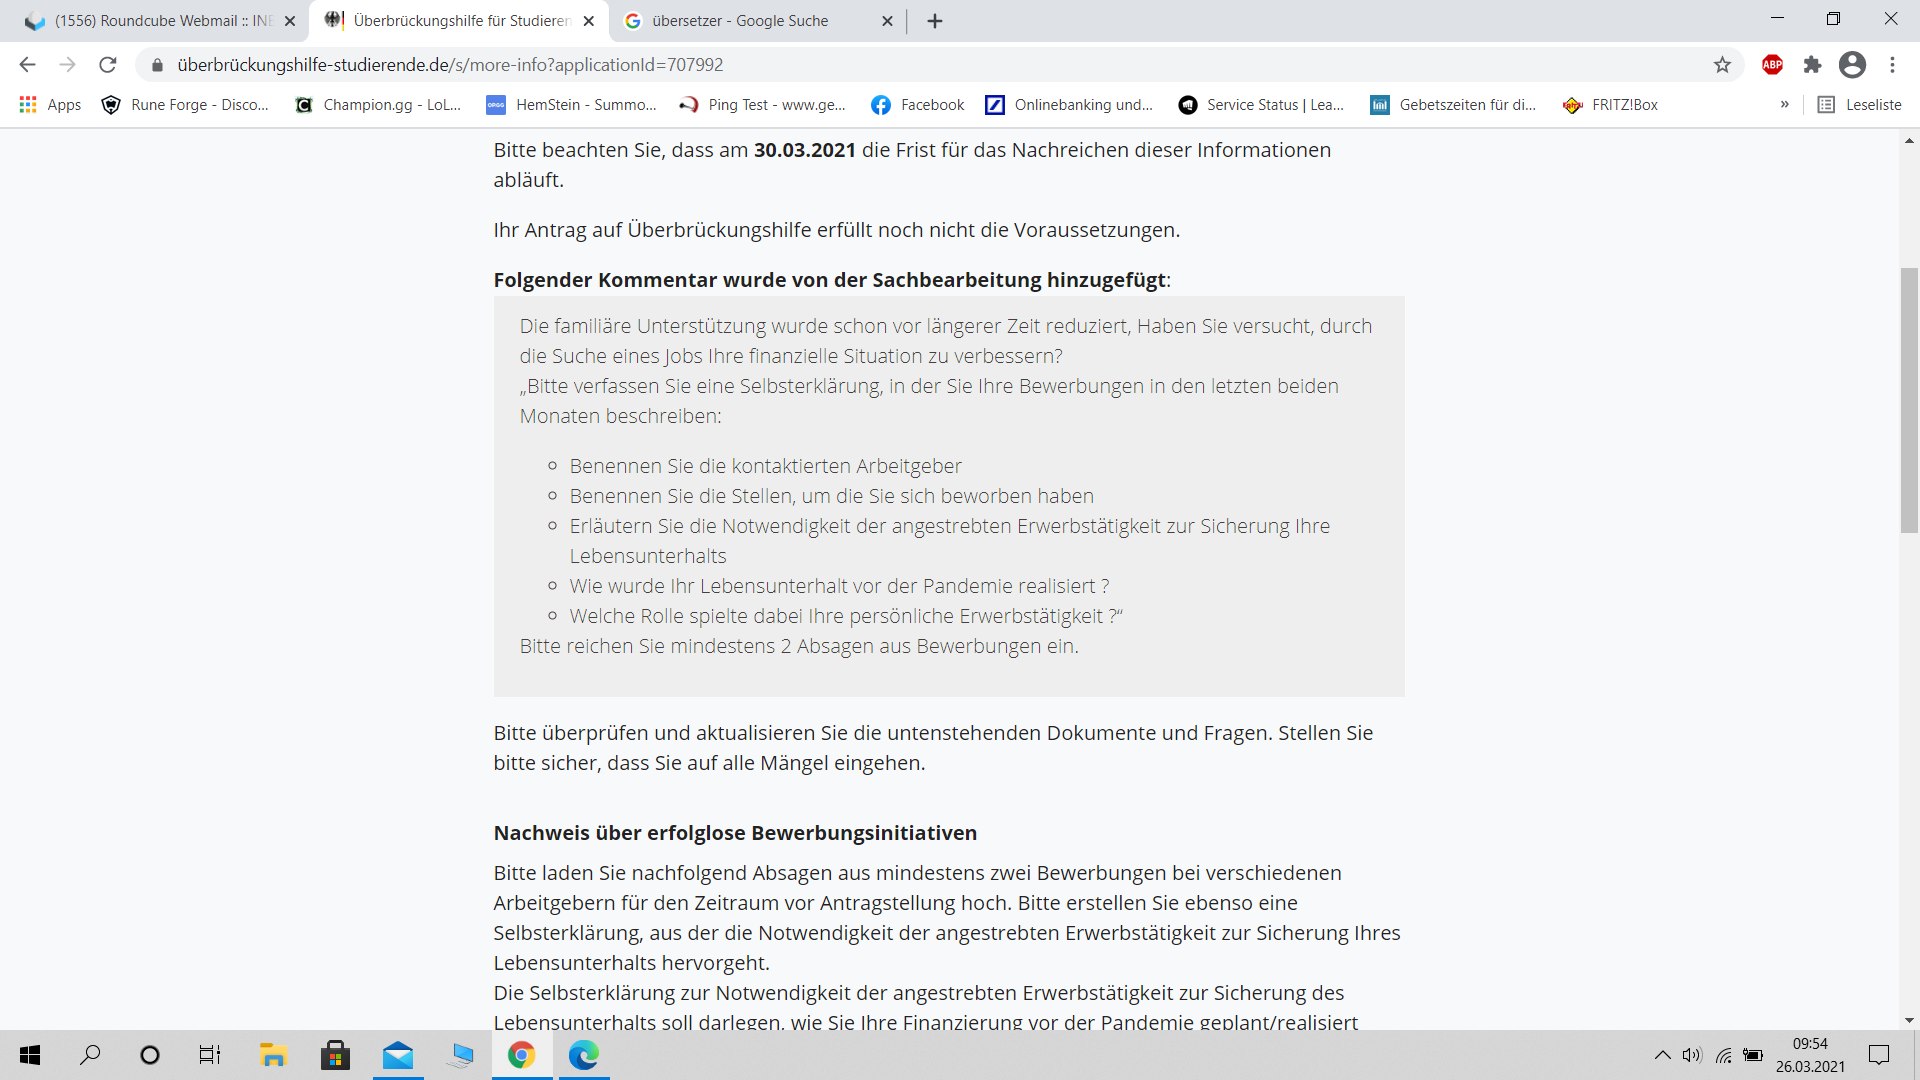 (1556) Roundcube Webmail :: INB
Überbrückungshilfe für Studieren
übersetzer - Google Suche
überbrückungshilfe-studierende.de/s/more-info?applicationId=707992
ABP
Apps
Rune Forge - Disco...
Champion.gg - LoL...
OP.GG
HemStein - Summo...
Ping Test - www.ge...
Facebook
Onlinebanking und...
Service Status | Lea...
Gebetszeiten für di...
FRITZ!Box
»
Leseliste
Bitte beachten Sie, dass am 30.03.2021 die Frist für das Nachreichen dieser Informationen
abläuft.
Ihr Antrag auf Überbrückungshilfe erfüllt noch nicht die Voraussetzungen.
Folgender Kommentar wurde von der Sachbearbeitung hinzugefügt:
Die familiäre Unterstützung wurde schon vor längerer Zeit reduziert, Haben Sie versucht, durch
die Suche eines Jobs Ihre finanzielle Situation zu verbessern?
„Bitte verfassen Sie eine Selbsterklärung, in der Sie Ihre Bewerbungen in den letzten beiden
Monaten beschreiben:
Benennen Sie die kontaktierten Arbeitgeber
Benennen Sie die Stellen, um die Sie sich beworben haben
Erläutern Sie die Notwendigkeit der angestrebten Erwerbstätigkeit zur Sicherung Ihre
Lebensunterhalts
Wie wurde Ihr Lebensunterhalt vor der Pandemie realisiert ?
Welche Rolle spielte dabei Ihre persönliche Erwerbstätigkeit ?“
Bitte reichen Sie mindestens 2 Absagen aus Bewerbungen ein.
Bitte überprüfen und aktualisieren Sie die untenstehenden Dokumente und Fragen. Stellen Sie
bitte sicher, dass Sie auf alle Mängel eingehen.
Nachweis über erfolglose Bewerbungsinitiativen
Bitte laden Sie nachfolgend Absagen aus mindestens zwei Bewerbungen bei verschiedenen
Arbeitgebern für den Zeitraum vor Antragstellung hoch. Bitte erstellen Sie ebenso eine
Selbsterklärung, aus der die Notwendigkeit der angestrebten Erwerbstätigkeit zur Sicherung Ihres
Lebensunterhalts hervorgeht.
Die Selbsterklärung zur Notwendigkeit der angestrebten Erwerbstätigkeit zur Sicherung des
Lebensunterhalts soll darlegen, wie Sie Ihre Finanzierung vor der Pandemie geplant/realisiert
09:54
26.03.2021